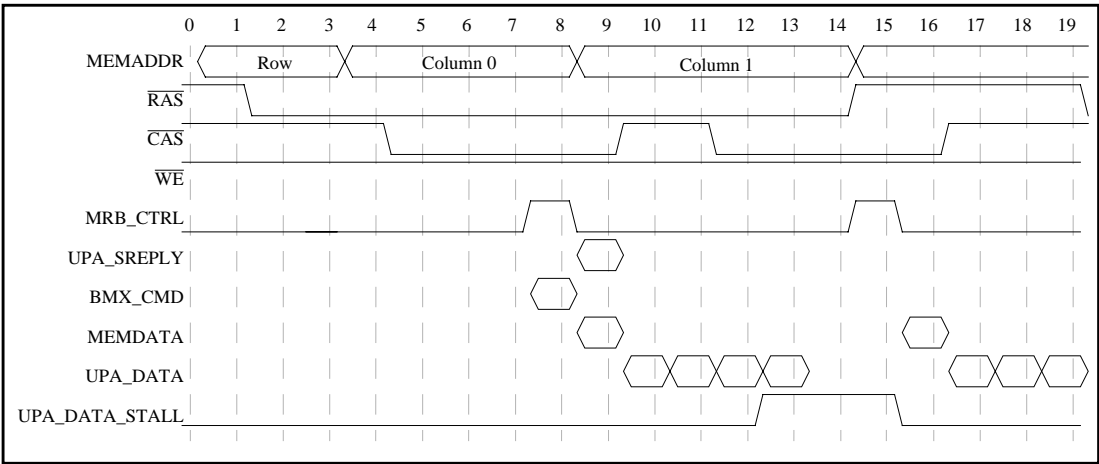 0 1 2 3 4 5 6 7 8 9 10 11 12 13 14 15 16 17 18 19
MEMADDR Row Column 0 Column 1
RAS
CAS
WE
MRB_CTRL
UPA_SREPLY
BMX_CMD
MEMDATA
UPA_DATA
UPA_DATA_STALL